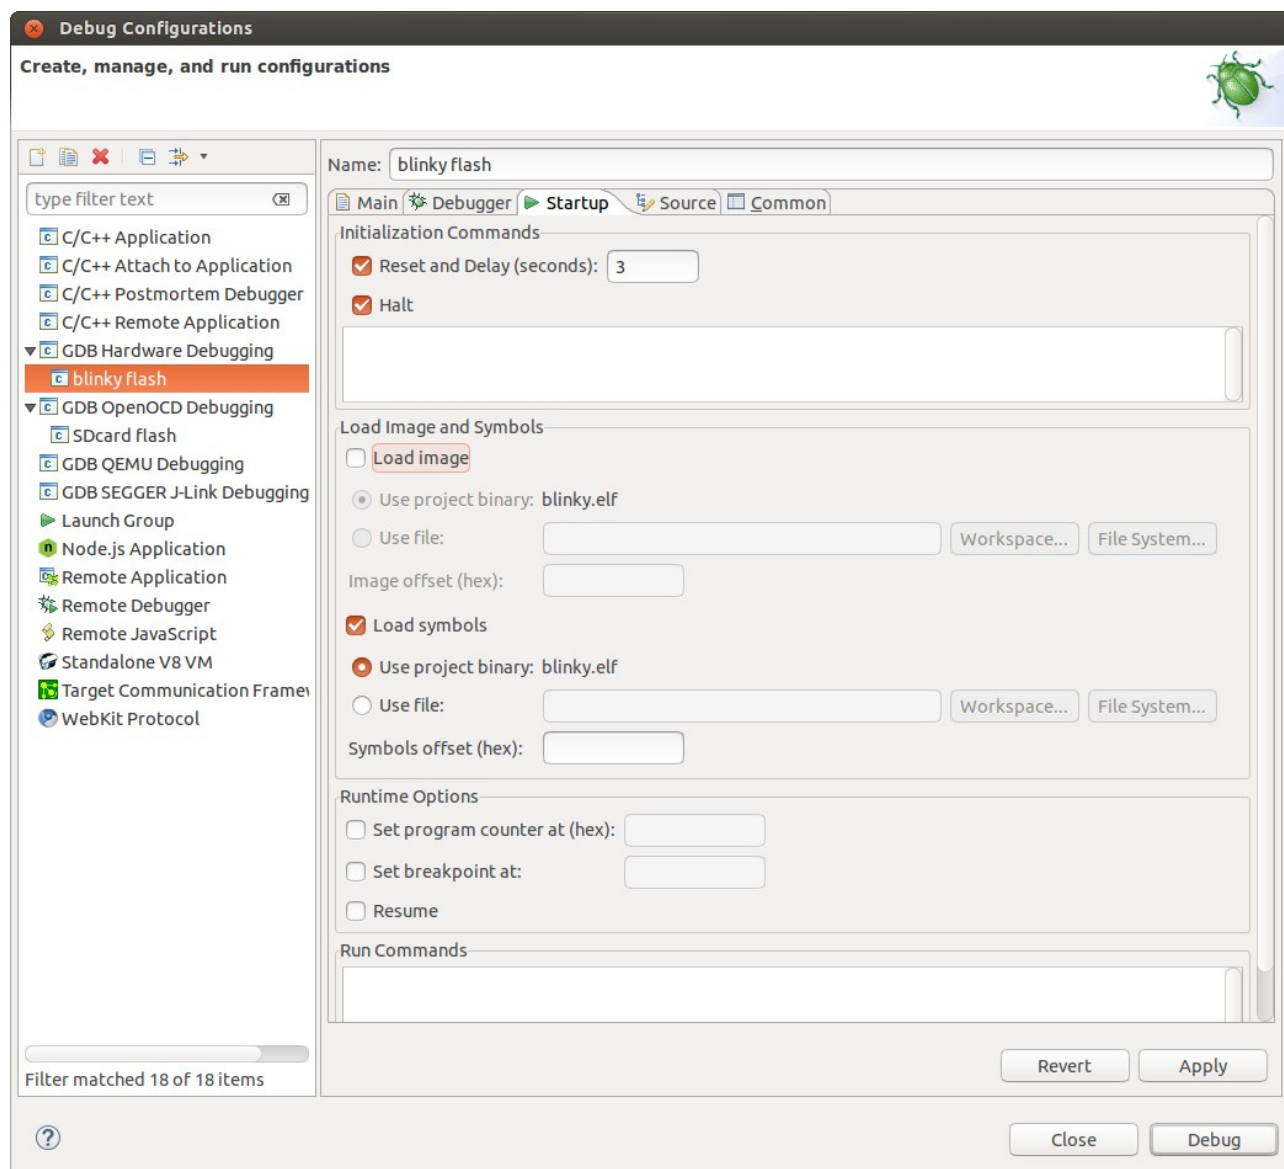 Debug Configurations
Create, manage, and run configurations
type filter text
C/C++ Application
C/C++ Attach to Application
C/C++ Postmortem Debugger
C/C++ Remote Application
GDB Hardware Debugging
blinky flash
GDB OpenOCD Debugging
SDcard flash
GDB QEMU Debugging
GDB SEGGER J-Link Debugging
Launch Group
Node.js Application
Remote Application
Remote Debugger
Remote JavaScript
Standalone V8 VM
Target Communication
WebKit Protocol
Filter matched 18 of 18 items
Name: blinky flash
Main Debugger Startup Source Common
Initialization Commands
Reset and Delay (seconds): 3
Halt
Load Image and Symbols
Load image
Use project binary: blinky.elf
Use file: Workspace... File System...
Image offset (hex):
Load symbols
Use project binary: blinky.elf
Use file: Workspace... File System...
Symbols offset (hex):
Runtime Options
Set program counter at (hex):
Set breakpoint at:
Resume
Run Commands
Revert Apply
Close Debug